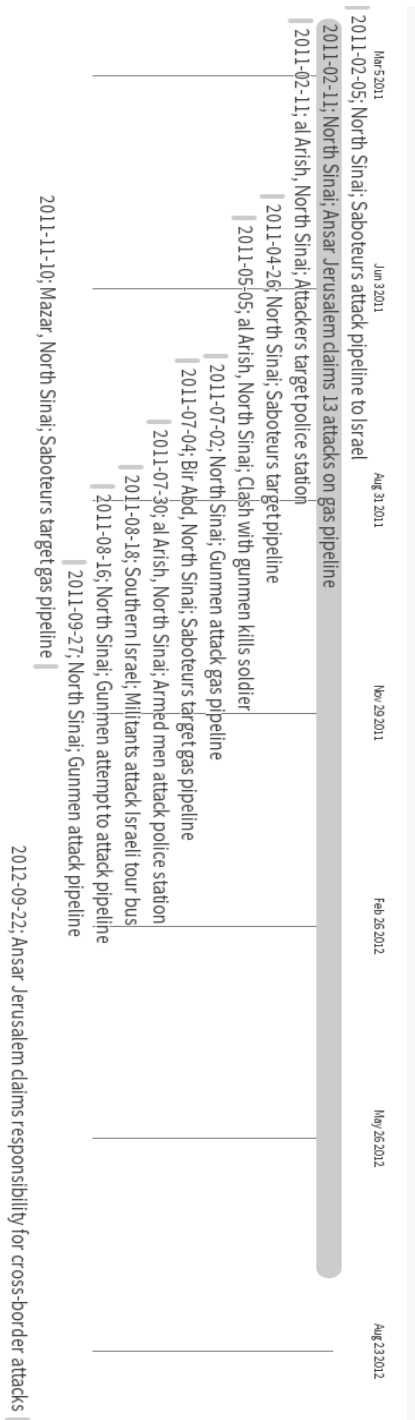 Mar 5 2011
Jun 3 2011
Aug 31 2011
Nov 29 2011
Feb 26 2012
May 26 2012
Aug 23 2012
2011-02-05; North Sinai; Saboteurs attack pipeline to Israel
2011-02-11; North Sinai; Ansar Jerusalem claims 13 attacks on gas pipeline
2011-02-11; al Arish, North Sinai; Attackers target police station
2011-04-26; North Sinai; Saboteurs target pipeline
2011-05-05; al Arish, North Sinai; Clash with gunmen kills soldier
2011-07-02; North Sinai; Gunmen attack gas pipeline
2011-07-04; Bir Abd, North Sinai; Saboteurs target gas pipeline
2011-07-30; al Arish, North Sinai; Armed men attack police station
2011-08-18; Southern Israel; Militants attack Israeli tour bus
2011-08-16; North Sinai; Gunmen attempt to attack pipeline
2011-09-27; North Sinai; Gunmen attack pipeline
2011-11-10; Mazar, North Sinai; Saboteurs target gas pipeline
2012-09-22; Ansar Jerusalem claims responsibility for cross-border attacks